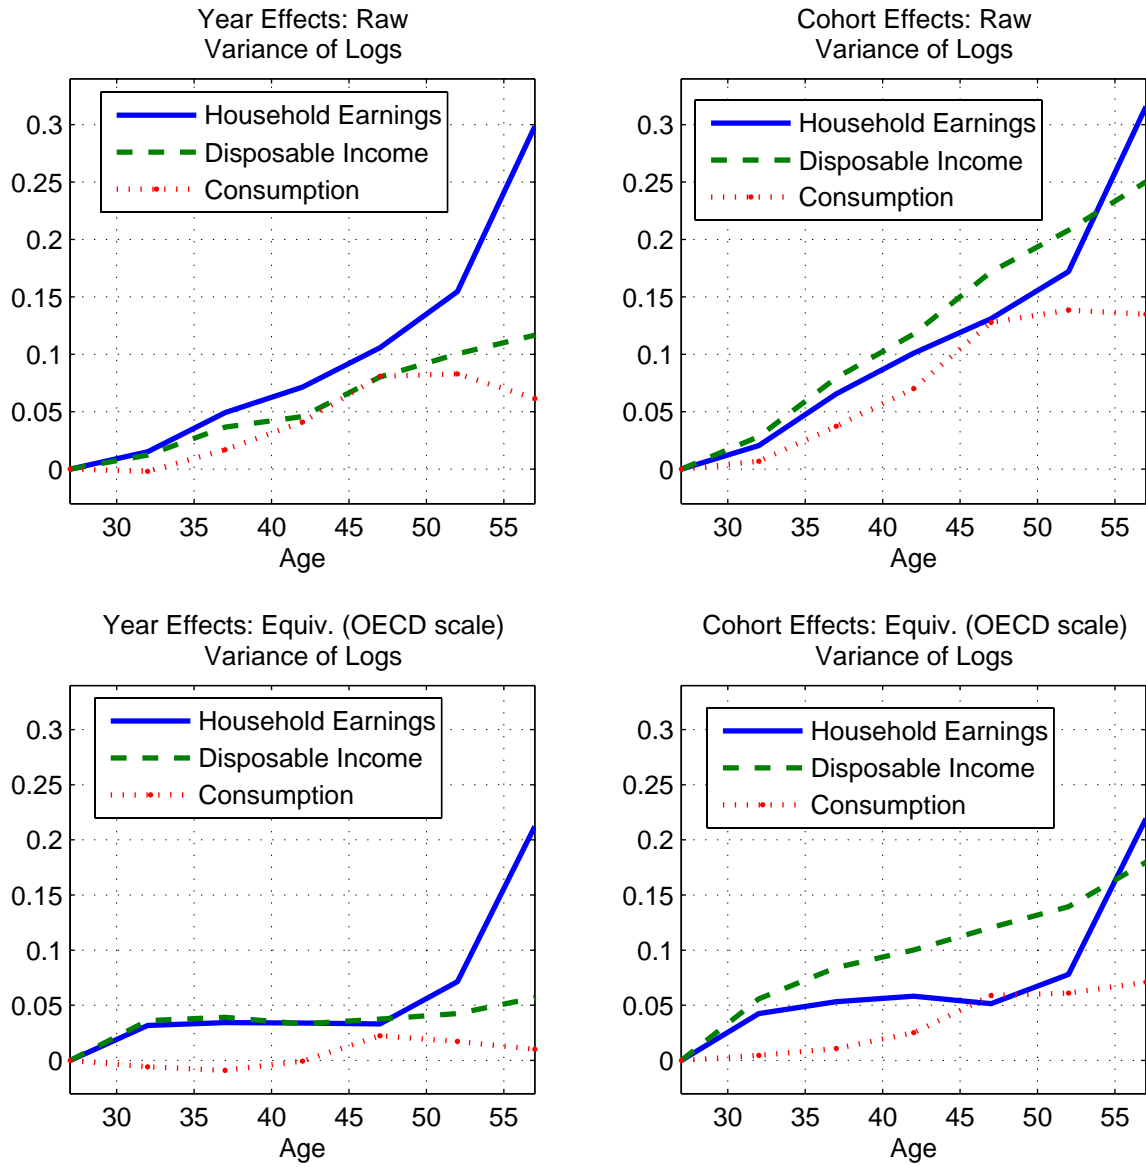 Year Effects: Raw
Variance of Logs
Household Earnings
Disposable Income
Consumption
0.3
0.25
0.2
0.15
0.1
0.05
0
30 35 40 45 50 55
Age
Cohort Effects: Raw
Variance of Logs
Household Earnings
Disposable Income
Consumption
0.3
0.25
0.2
0.15
0.1
0.05
0
30 35 40 45 50 55
Age
Year Effects: Equiv. (OECD scale)
Variance of Logs
Household Earnings
Disposable Income
Consumption
0.3
0.25
0.2
0.15
0.1
0.05
0
30 35 40 45 50 55
Age
Cohort Effects: Equiv. (OECD scale)
Variance of Logs
Household Earnings
Disposable Income
Consumption
0.3
0.25
0.2
0.15
0.1
0.05
0
30 35 40 45 50 55
Age